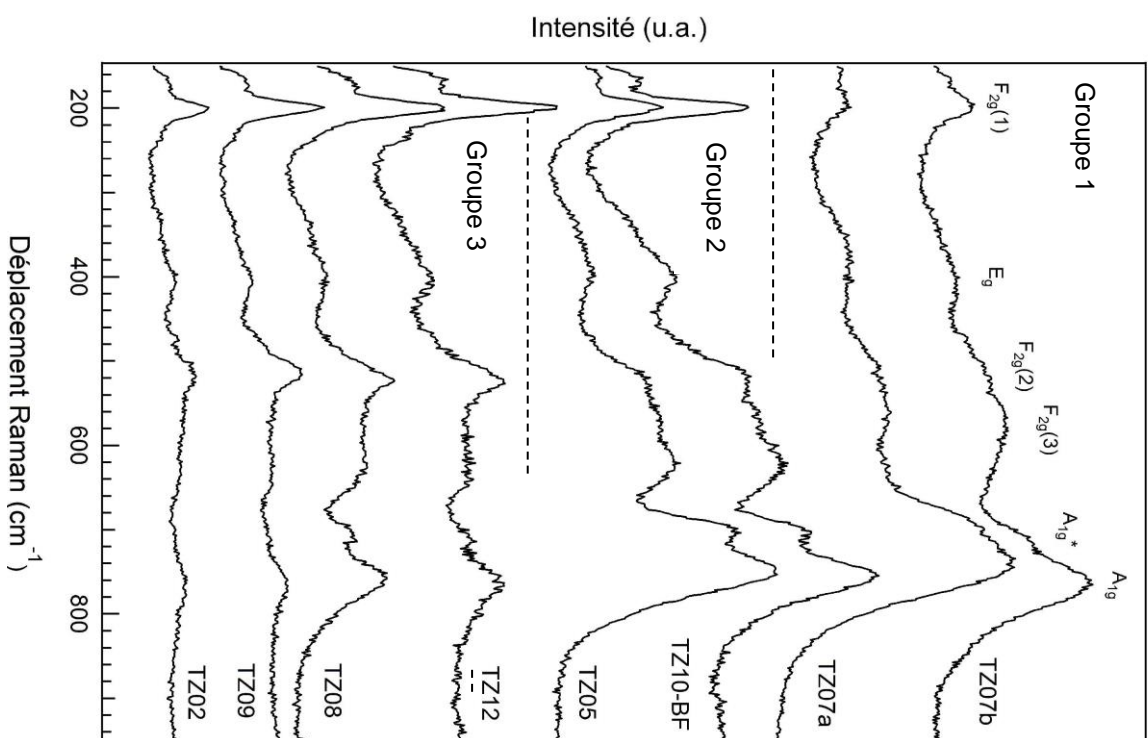 Intensité (u.a.)
Groupe 1
F2g(1)
Eg
F2g(2)
F2g(3)
A1g*
A1g
TZ07b
TZ07a
Groupe 2
TZ10-BF
TZ05
Groupe 3
TZ12
TZ08
TZ09
TZ02
200
400
600
800
Déplacement Raman (cm-1)